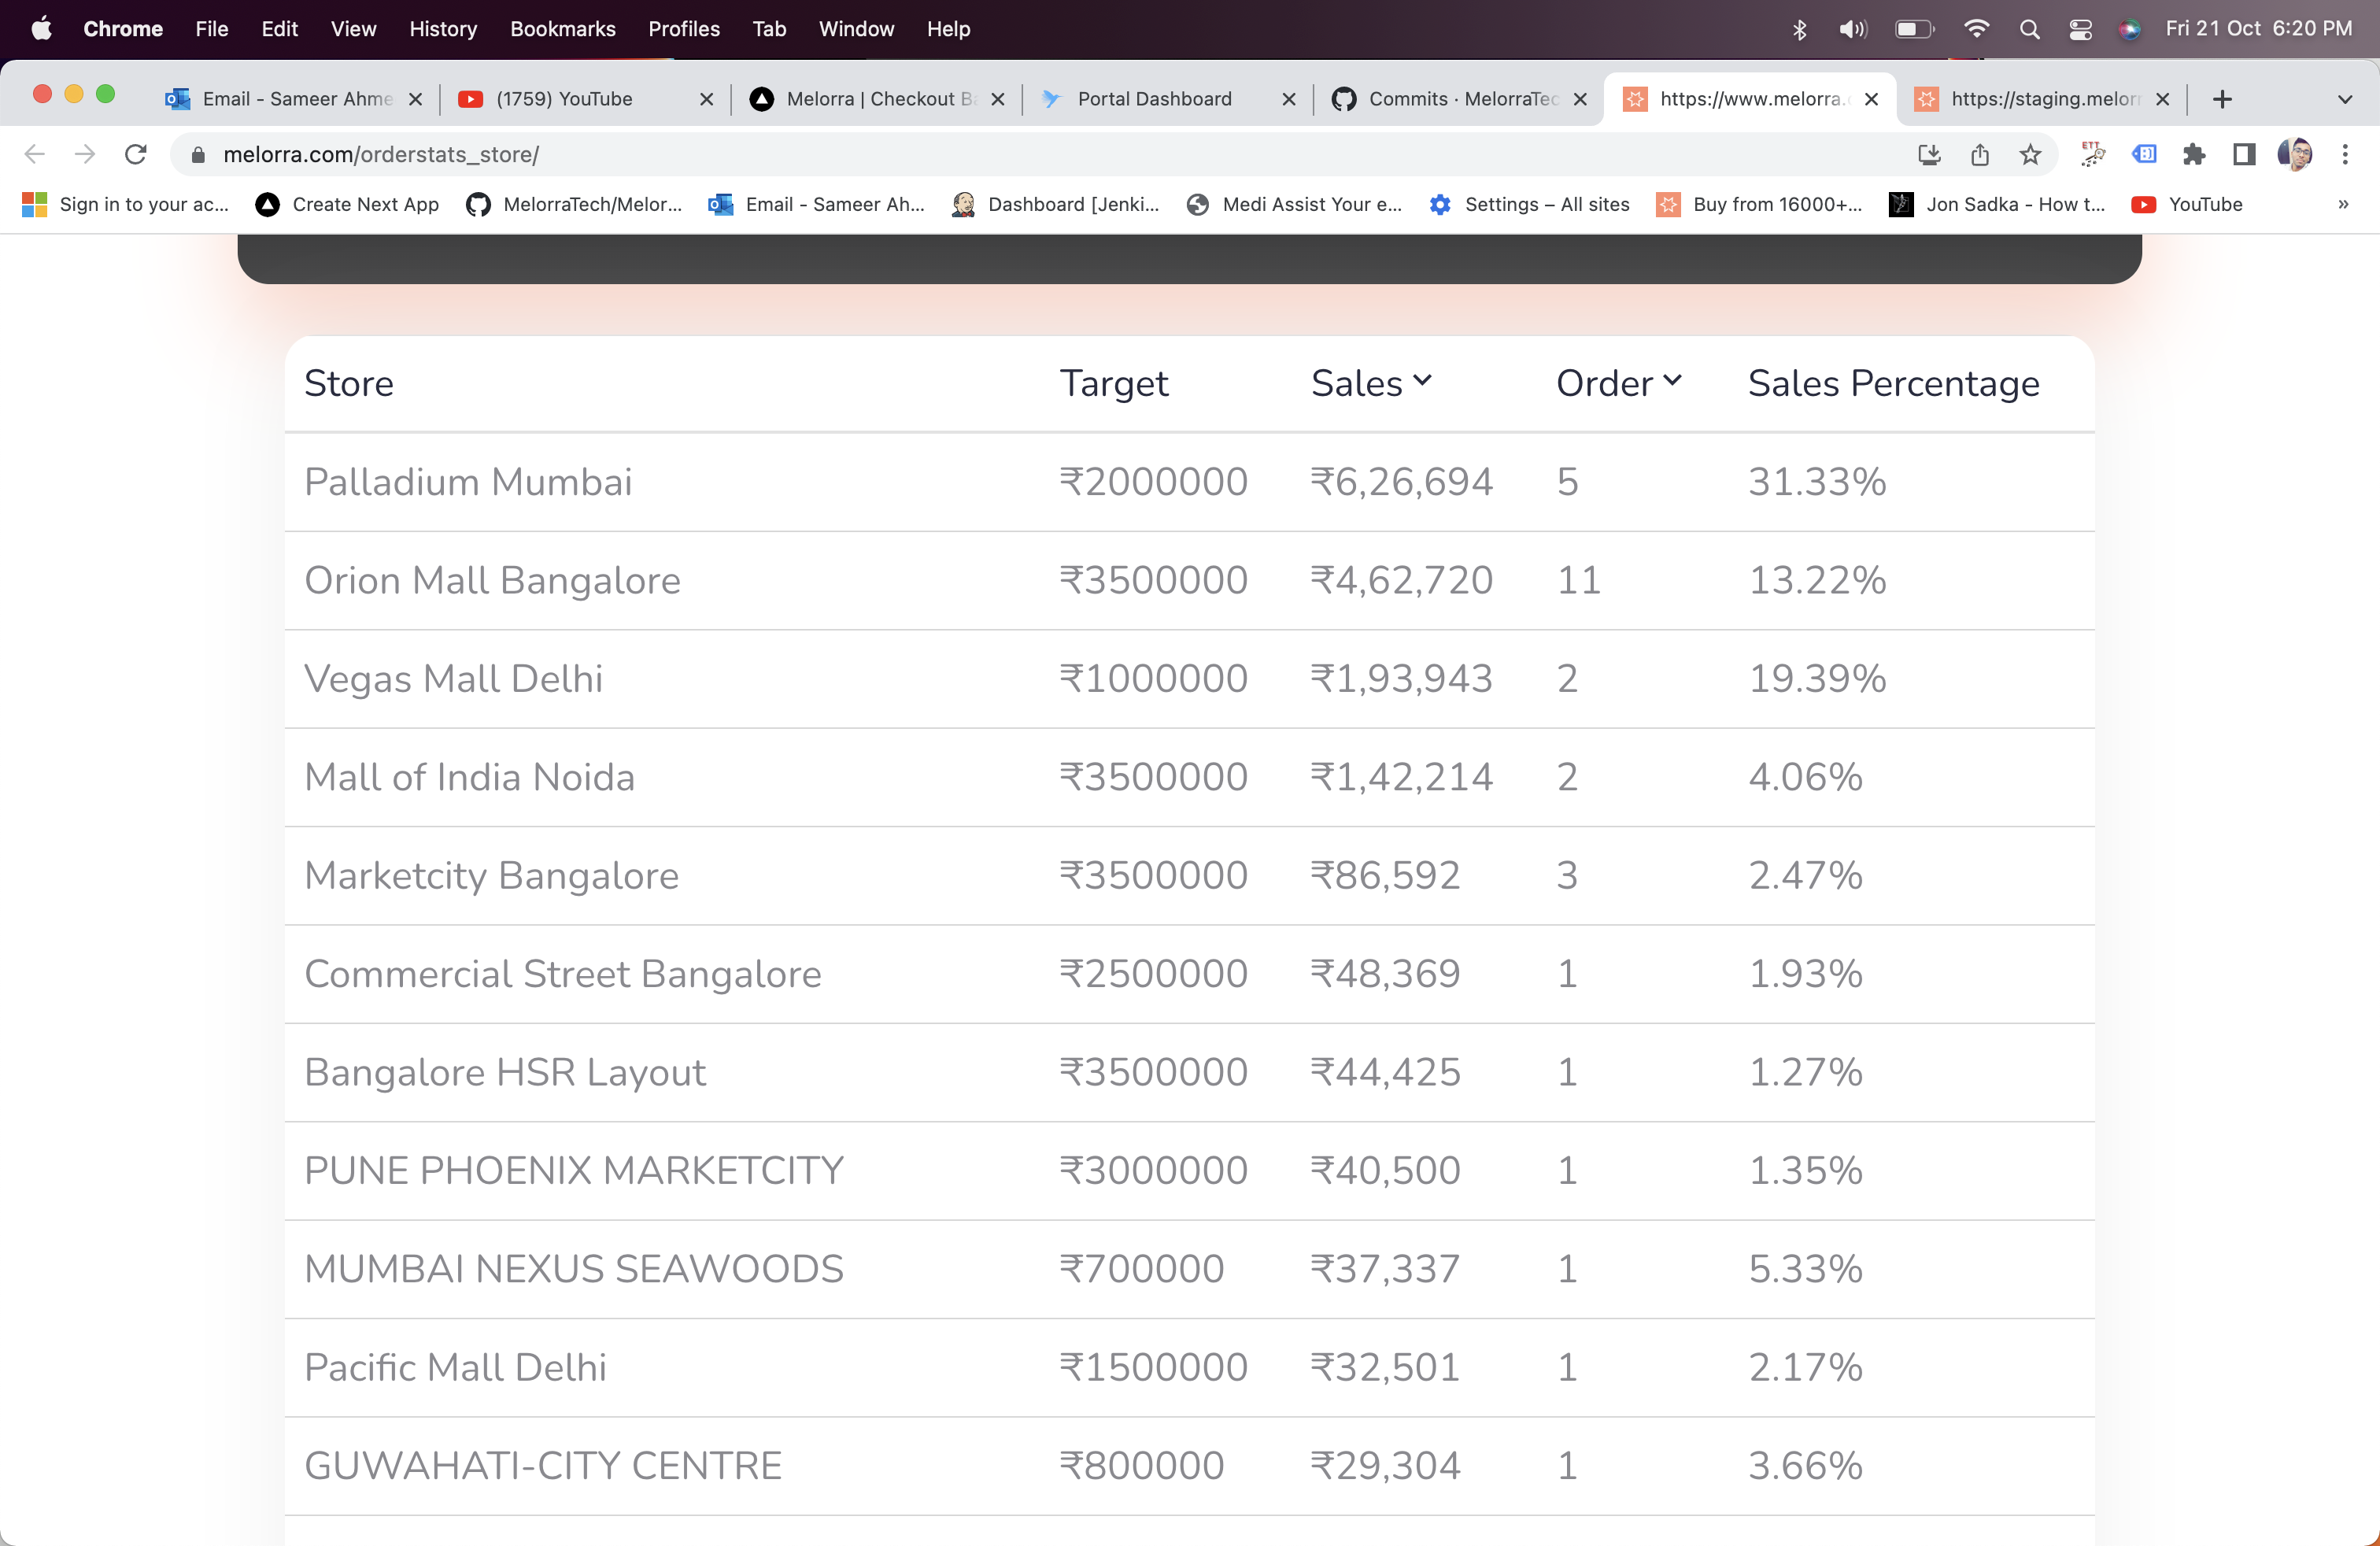 Chrome File Edit View History Bookmarks Profiles Tab Window Help Fri 21 Oct 6:20 PM
Email - Sameer Ahme (1759) YouTube Melorra | Checkout Ba Portal Dashboard Commits · MelorraTec https://www.melorra. https://staging.melorr
melorra.com/orderstats_store/ ETT
Sign in to your ac... Create Next App MelorraTech/Melor... Email - Sameer Ah... Dashboard [Jenki... Medi Assist Your e... Settings – All sites Buy from 16000+... Jon Sadka - How t... YouTube »
Store Target Sales Order Sales Percentage
Palladium Mumbai ₹2000000 ₹6,26,694 5 31.33%
Orion Mall Bangalore ₹3500000 ₹4,62,720 11 13.22%
Vegas Mall Delhi ₹1000000 ₹1,93,943 2 19.39%
Mall of India Noida ₹3500000 ₹1,42,214 2 4.06%
Marketcity Bangalore ₹3500000 ₹86,592 3 2.47%
Commercial Street Bangalore ₹2500000 ₹48,369 1 1.93%
Bangalore HSR Layout ₹3500000 ₹44,425 1 1.27%
PUNE PHOENIX MARKETCITY ₹3000000 ₹40,500 1 1.35%
MUMBAI NEXUS SEAWOODS ₹700000 ₹37,337 1 5.33%
Pacific Mall Delhi ₹1500000 ₹32,501 1 2.17%
GUWAHATI-CITY CENTRE ₹800000 ₹29,304 1 3.66%